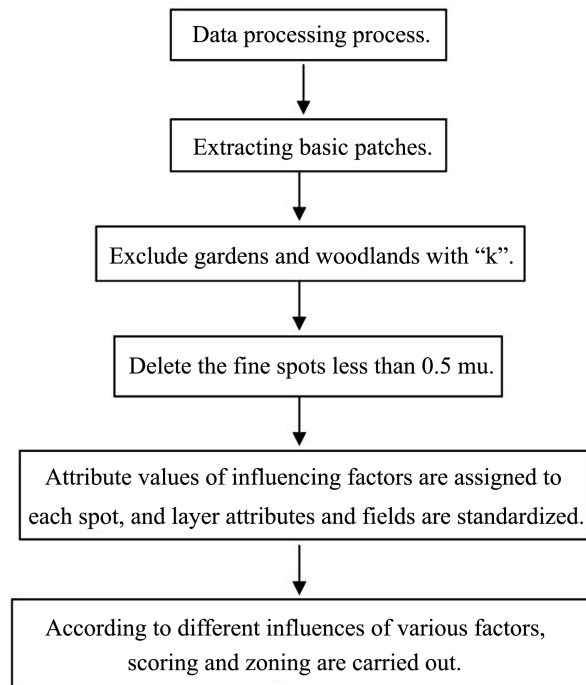 Data processing process.
Extracting basic patches.
Exclude gardens and woodlands with “k”.
Delete the fine spots less than 0.5 mu.
Attribute values of influencing factors are assigned to
each spot, and layer attributes and fields are standardized.
According to different influences of various factors,
scoring and zoning are carried out.